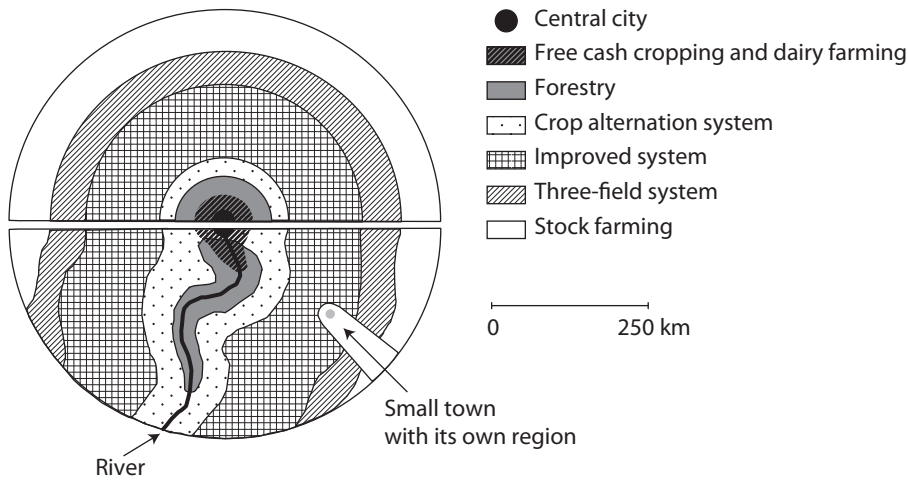 Central city
Free cash cropping and dairy farming
Forestry
Crop alternation system
Improved system
Three-field system
Stock farming
0 250 km
Small town
with its own region
River